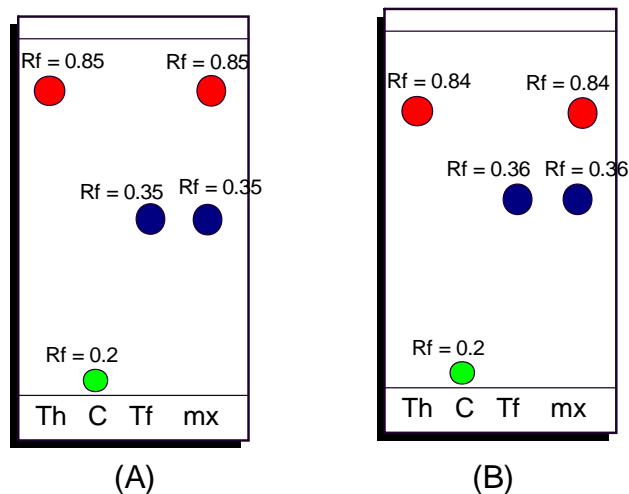 Rf = 0.85 Rf = 0.85
Rf = 0.35 Rf = 0.35
Rf = 0.2
Th C Tf mx
(A)
Rf = 0.84 Rf = 0.84
Rf = 0.36 Rf = 0.36
Rf = 0.2
Th C Tf mx
(B)